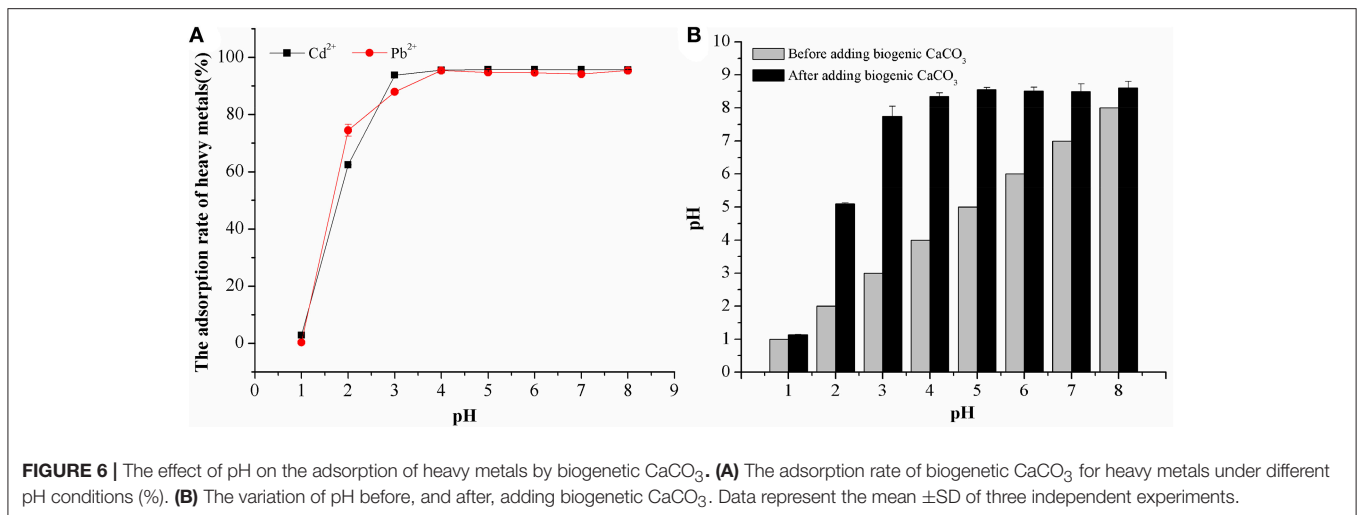 A
Cd2+ Pb2+
The adsorption rate of heavy metals(%)
100
80
60
40
20
0
0 1 2 3 4 5 6 7 8 9
pH
B
Before adding biogenic CaCO3
After adding biogenic CaCO3
pH
10
9
8
7
6
5
4
3
2
1
0
1 2 3 4 5 6 7 8
pH
FIGURE 6 | The effect of pH on the adsorption of heavy metals by biogenetic CaCO3. (A) The adsorption rate of biogenetic CaCO3 for heavy metals under different
pH conditions (%). (B) The variation of pH before, and after, adding biogenetic CaCO3. Data represent the mean ±SD of three independent experiments.